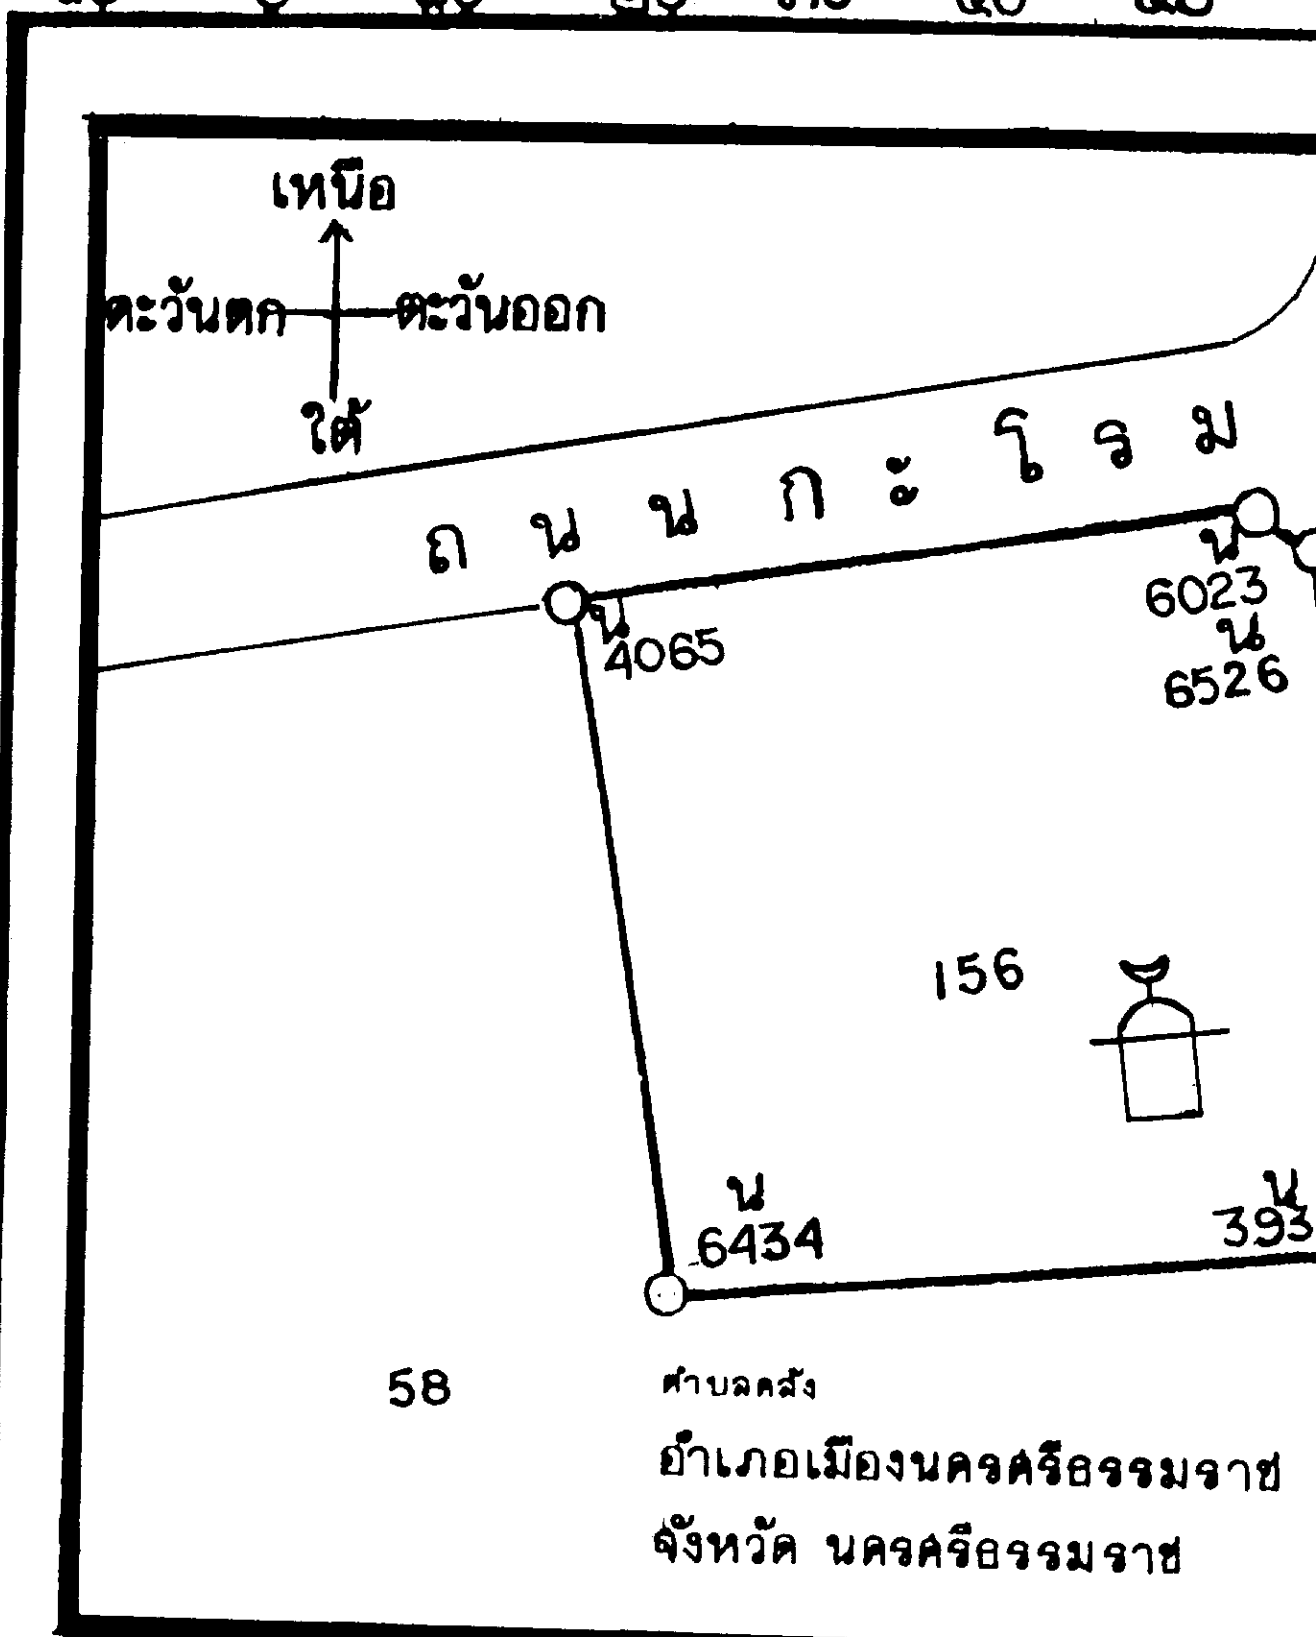 เหนือ
ตะวันตก ตะวันออก
ใต้
ถนนกะโรม
น
4065
น
6023
น
6526
156
น
6434
น
393
58
ตำบลคลัง
อำเภอเมืองนครศรีธรรมราช
จังหวัด นครศรีธรรมราช